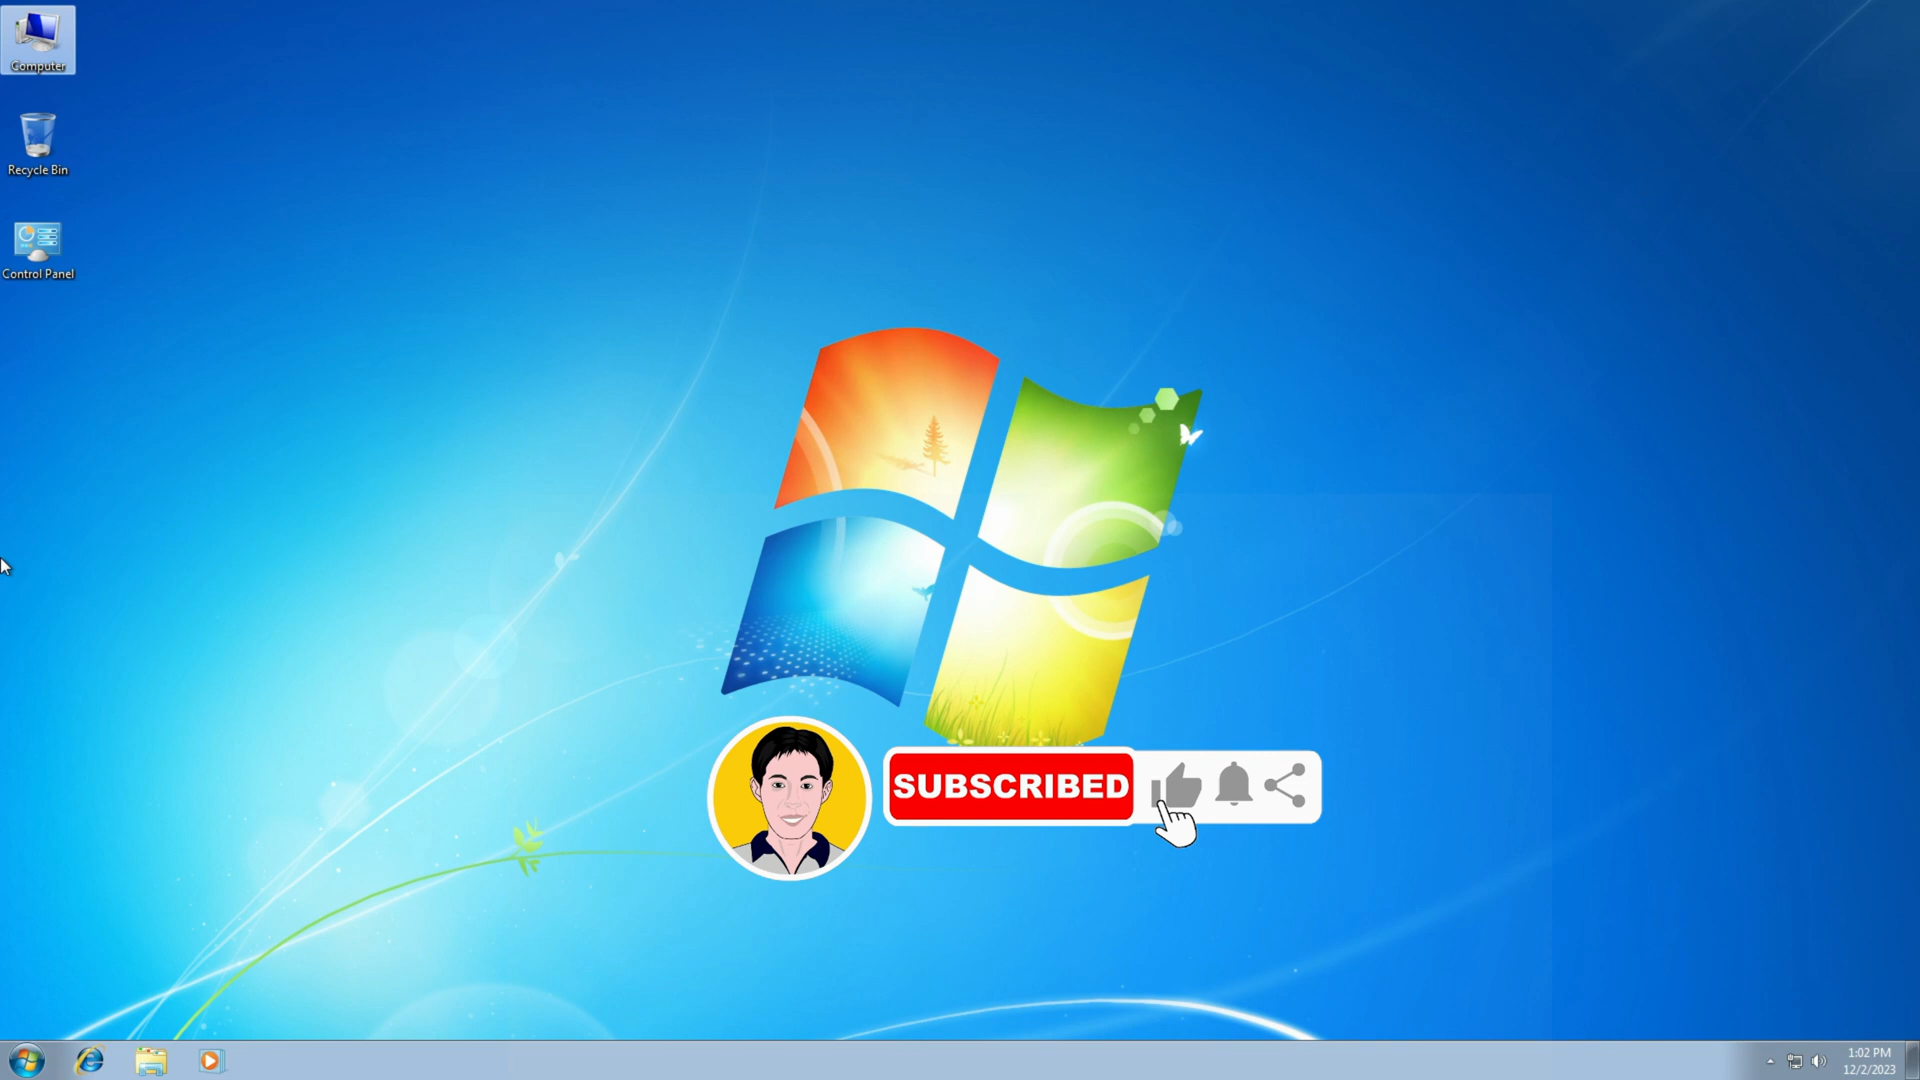 Computer
Recycle Bin
Control Panel
SUBSCRIBED
1:02 PM
12/2/2023